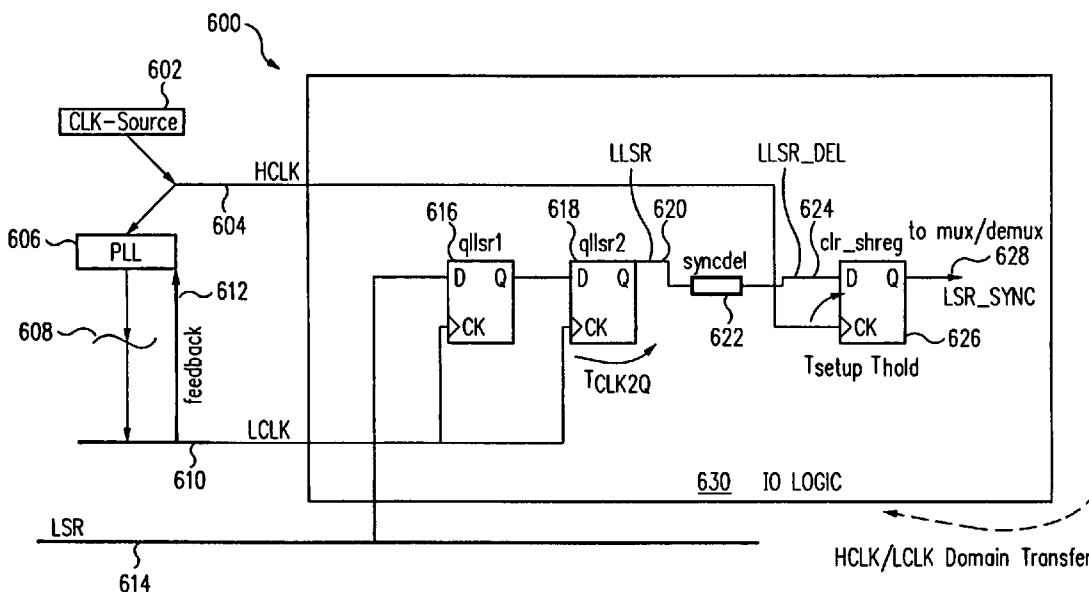 600
602
CLK-Source
HCLK
604
606
PLL
612
608
feedback
LCLK
610
LSR
614
LLSR
LLSR_DEL
616
qllsr1
D Q
CK
618
qllsr2
D Q
CK
620
TCLK2Q
syncdel
622
624
clr_shreg
D Q
CK
626
Tsetup Thold
to mux/demux
628
LSR_SYNC
630 IO LOGIC
HCLK/LCLK Domain Transfer